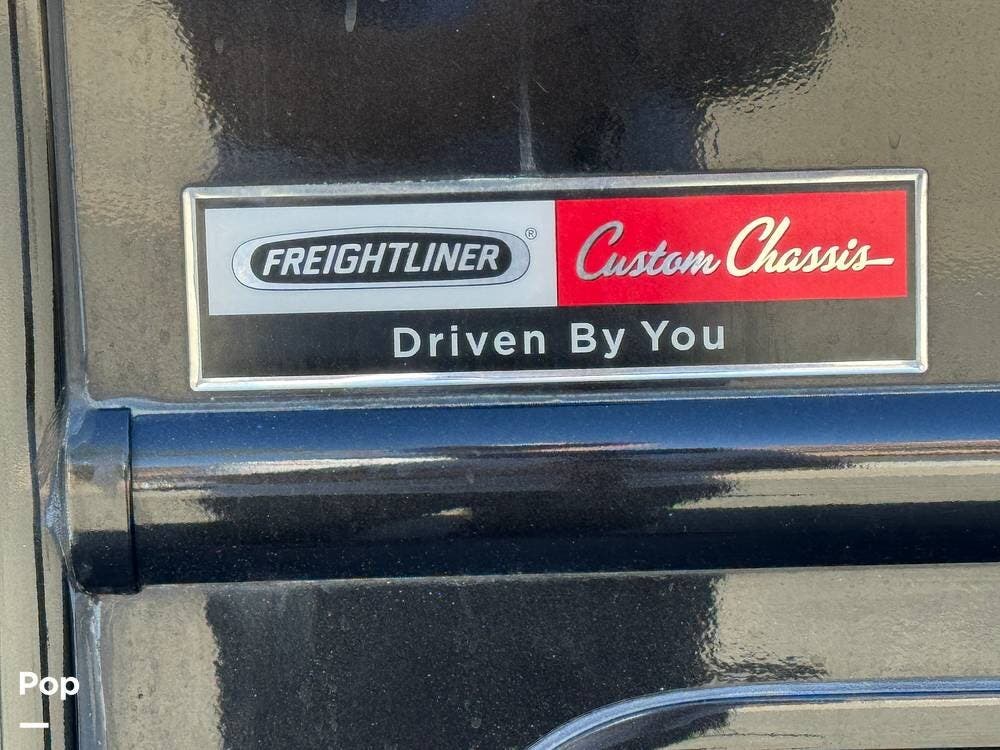 FREIGHTLINER® Custom Chassis
Driven By You
Pop